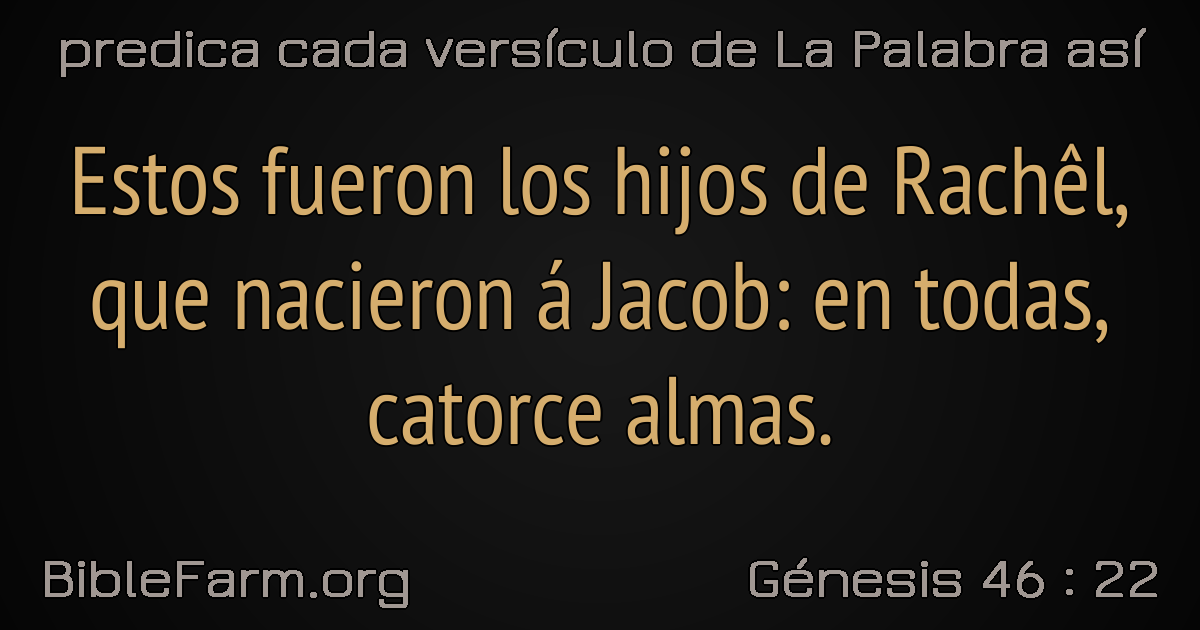 predica cada versículo de La Palabra así
Estos fueron los hijos de Rachêl,
que nacieron á Jacob: en todas,
catorce almas.
BibleFarm.org
Génesis 46 : 22